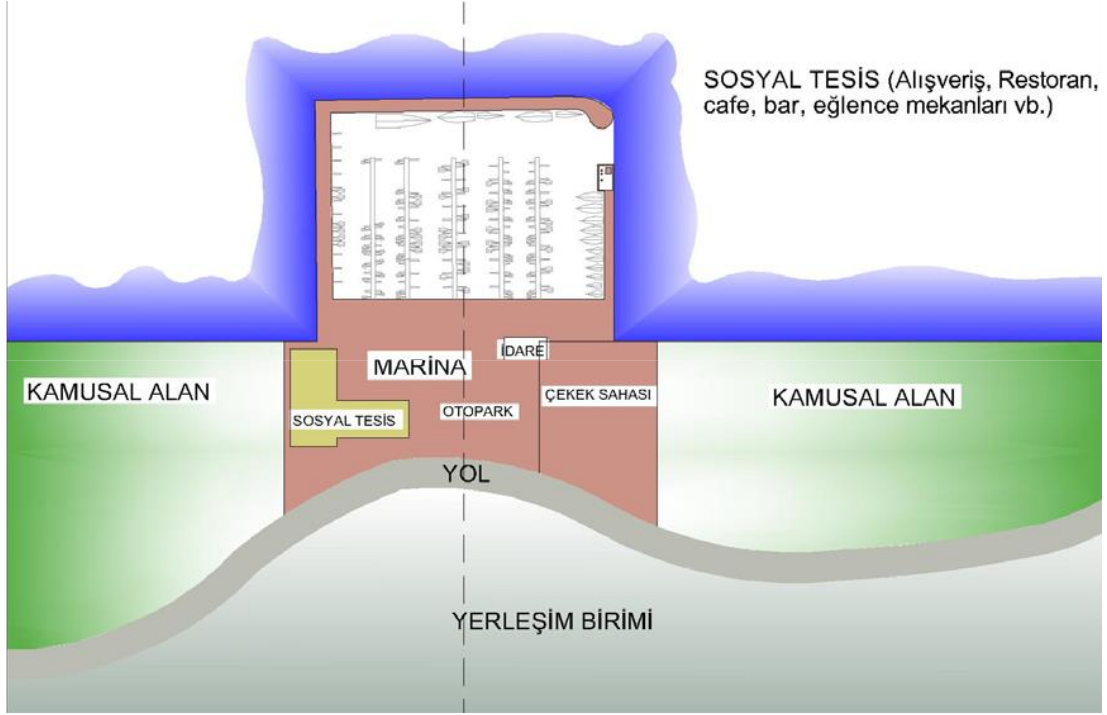 SOSYAL TESİS (Alışveriş, Restoran,
cafe, bar, eğlence mekanları vb.)
İDARE
MARİNA
KAMUSAL ALAN
ÇEKEK SAHASI
KAMUSAL ALAN
OTOPARK
SOSYAL TESİS
YOL
YERLEŞİM BİRİMİ